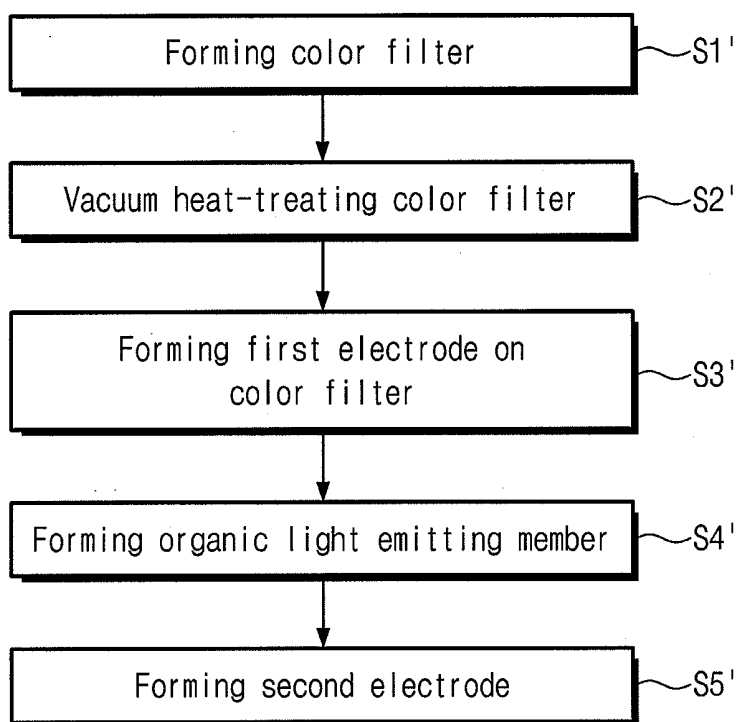 Forming color filter S1'
Vacuum heat-treating color filter S2'
Forming first electrode on
color filter S3'
Forming organic light emitting member S4'
Forming second electrode S5'